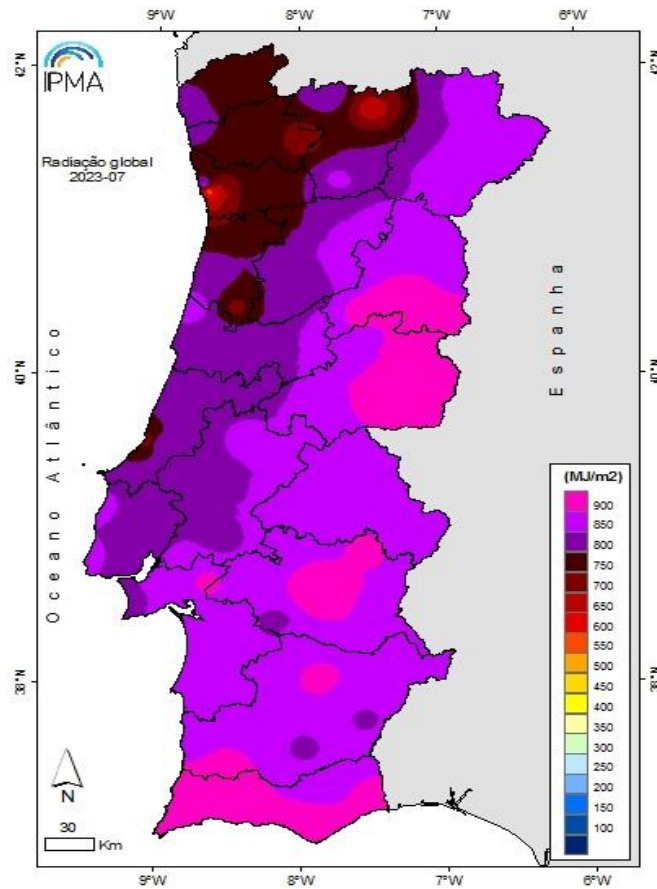 9°W 8°W 7°W 6°W
42°N
42°N
IPMA
Radiação global
2023-07
Espanha
Oceano Atlântico
40°N
40°N
(MJ/m2)
900
850
800
750
700
650
600
550
500
450
400
350
300
250
200
150
100
38°N
38°N
N
30
Km
9°W 8°W 7°W 6°W